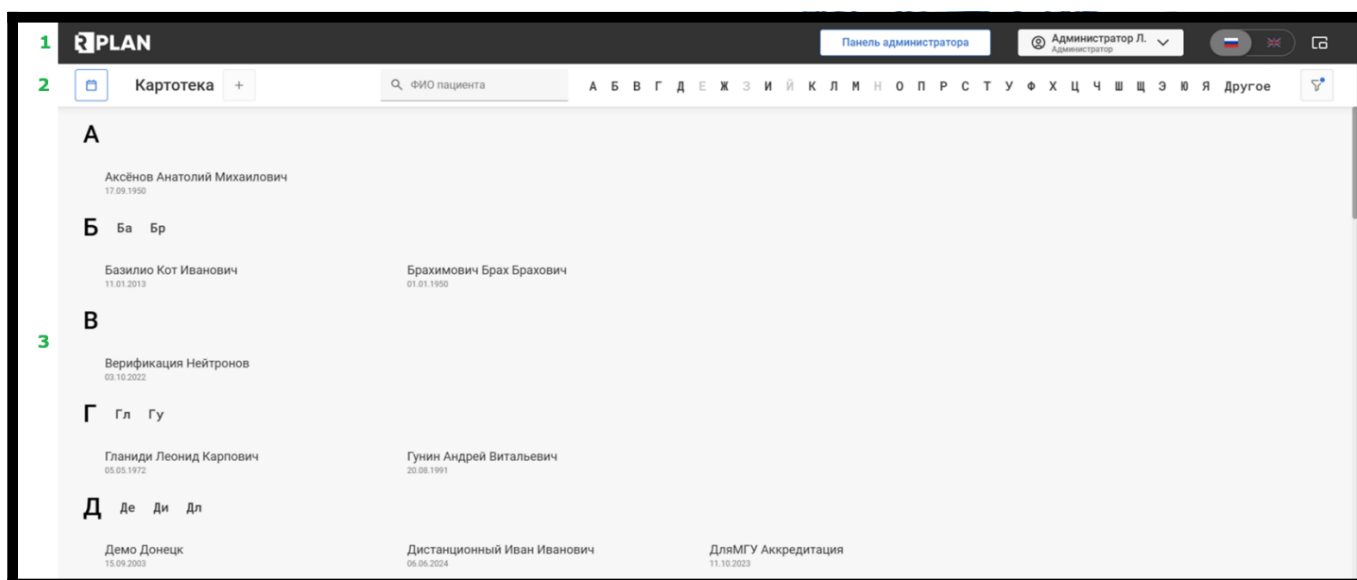 1 RPLAN Панель администратора Администратор Л.
Администратор
2 Картотека + ФИО пациента А Б В Г Д Е Ж З И Й К Л М Н О П Р С Т У Ф Х Ц Ч Ш Щ Э Ю Я Другое
А
Аксёнов Анатолий Михаилович
17.09.1950
Б Ба Бр
Базилио Кот Иванович Брахимович Брах Брахович
11.01.2013 01.01.1950
В
3
Верификация Нейтронов
03.10.2022
Г Гл Гу
Гланиди Леонид Карпович Гунин Андрей Витальевич
05.05.1972 20.08.1991
Д Де Ди Дл
Демо Донецк Дистанционный Иван Иванович ДляМГУ Аккредитация
15.09.2003 06.06.2024 11.10.2023